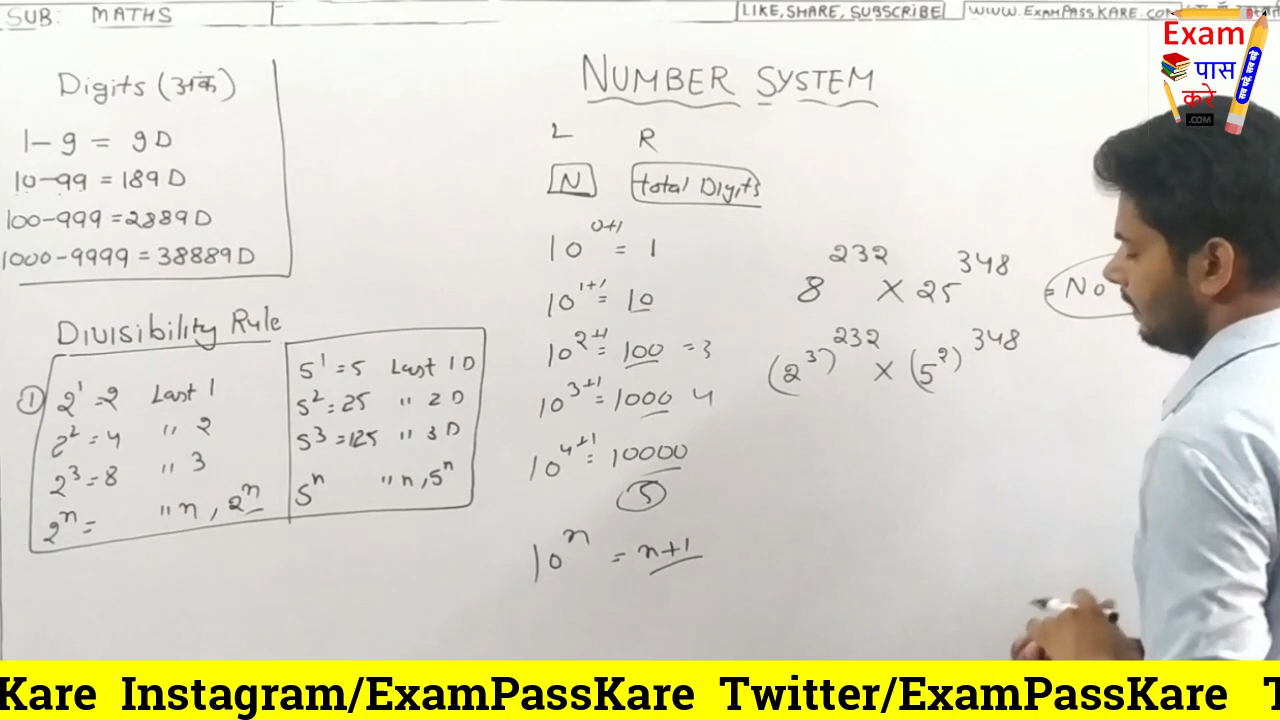 SUB: MATHS
LIKE, SHARE, SUBSCRIBE
WWW.EXAMPASSKARE.COM
Exam
पास
करे
.COM
Digits (अंक)
1-9 = 9D
10-99 = 189 D
100-999 = 2889 D
1000-9999 = 38889 D
NUMBER SYSTEM
L R
N total Digits
10⁰⁺¹ = 1
10¹⁺¹ = 10
10²⁺¹ = 100 = 3
10³⁺¹ = 1000 4
10⁴⁺¹ = 10000
5
10ⁿ = n+1
8²³² × 25³⁴⁸ = No
(2³)²³² × (5²)³⁴⁸
DIVISIBILITY RULE
① 2¹ = 2 Last 1
2² = 4 " 2
2³ = 8 " 3
2ⁿ = " n, 2ⁿ
5¹ = 5 Last 1 D
5² = 25 " 2 D
5³ = 125 " 3 D
5ⁿ " n, 5ⁿ
Kare Instagram/ExamPassKare Twitter/ExamPassKare